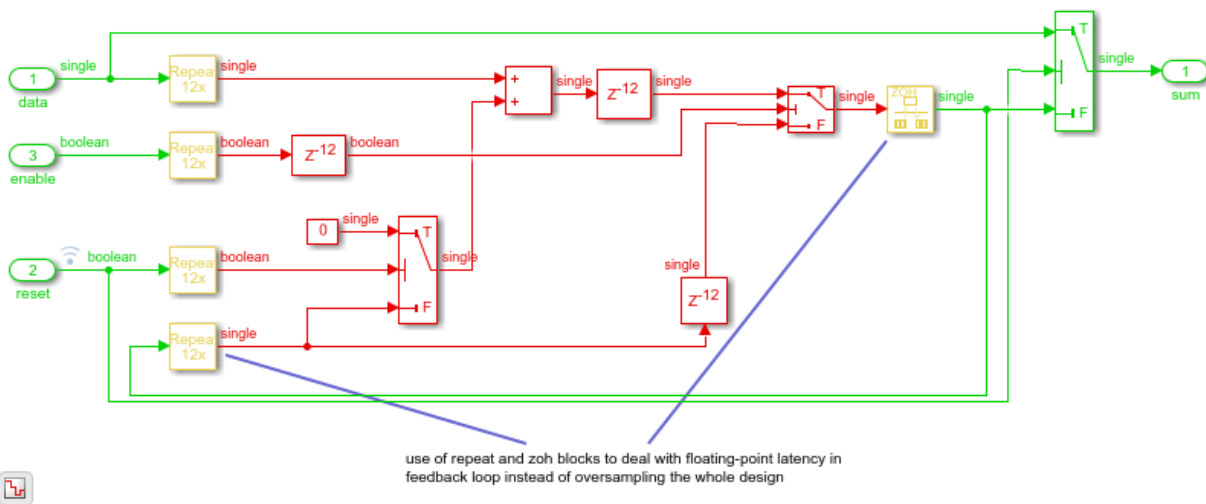 single
1
data
Repeat
12x
single
+
+
single
Z-12
single
T
F
single
ZOH
single
T
F
single
1
sum
boolean
3
enable
Repeat
12x
boolean
Z-12
boolean
0
single
T
F
single
boolean
2
reset
Repeat
12x
boolean
Repeat
12x
single
single
Z-12
use of repeat and zoh blocks to deal with floating-point latency in
feedback loop instead of oversampling the whole design